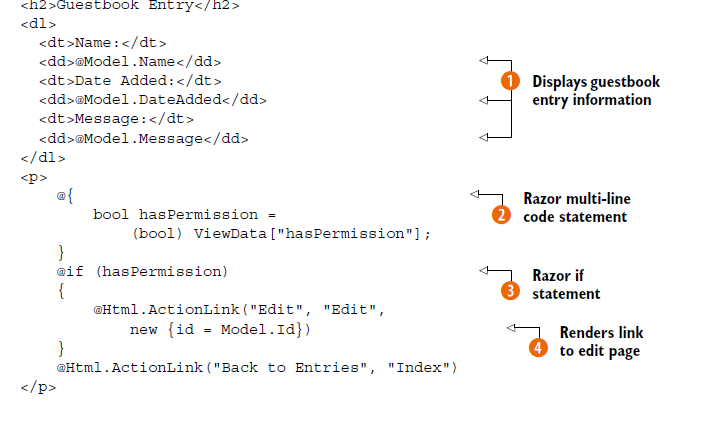 <h2>Guestbook Entry</h2>
<dl>
<dt>Name:</dt>
<dd>@Model.Name</dd>
<dt>Date Added:</dt>
<dd>@Model.DateAdded</dd>
<dt>Message:</dt>
<dd>@Model.Message</dd>
</dl>
<p>
@{
bool hasPermission =
(bool) ViewData["hasPermission"];
}
@if (hasPermission)
{
@Html.ActionLink("Edit", "Edit",
new {id = Model.Id})
}
@Html.ActionLink("Back to Entries", "Index")
</p>
1 Displays guestbook
entry information
2 Razor multi-line
code statement
3 Razor if
statement
4 Renders link
to edit page